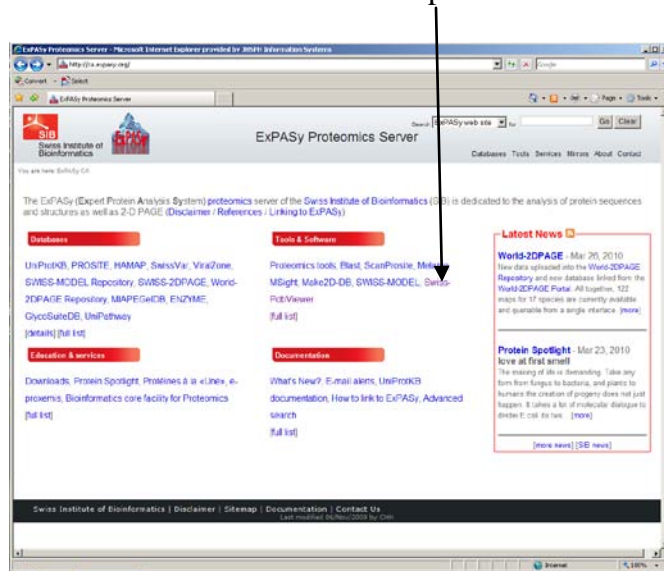 ExPASy Proteomics Server - Microsoft Internet Explorer provided by JHSPH Information Systems
http://ca.expasy.org/
Google
Convert Select
ExPASy Proteomics Server
Page Tools
SIB
Swiss Institute of
Bioinformatics
ExPASy
ExPASy Proteomics Server
Search ExPASy web site for Go Clear
Databases Tools Services Mirrors About Contact
You are here: ExPASy CA
The ExPASy (Expert Protein Analysis System) proteomics server of the Swiss Institute of Bioinformatics (SIB) is dedicated to the analysis of protein sequences
and structures as well as 2-D PAGE (Disclaimer / References / Linking to ExPASy)
Databases
UniProtKB, PROSITE, HAMAP, SwissVar, ViralZone,
SWISS-MODEL Repository, SWISS-2DPAGE, World-
2DPAGE Repository, MIAPEGelDB, ENZYME,
GlycoSuiteDB, UniPathway
[details] [full list]
Tools & Software
Proteomics tools, Blast, ScanProsite,
MSight, Make2D-DB, SWISS-MODEL, Swiss-
PdbViewer
[full list]
Education & services
Downloads, Protein Spotlight, Protéines à la «Une», e-
proxemis, Bioinformatics core facility for Proteomics
[full list]
Documentation
What's New?, E-mail alerts, UniProtKB
documentation, How to link to ExPASy, Advanced
search
[full list]
Latest News
World-2DPAGE - Mar 26, 2010
New data uploaded into the World-2DPAGE
Repository and new database linked from the
World-2DPAGE Portal. All together, 122
maps for 17 species are currently available
and queriable from a single interface. [more]
Protein Spotlight - Mar 23, 2010
love at first smell
The making of life is demanding. Take any
form from fungus to bacteria, and plants to
humans the creation of progeny does not just
happen. It takes a lot of molecular dialogue to
divide E. coli its two. [more]
[more news] [SIB news]
Swiss Institute of Bioinformatics | Disclaimer | Sitemap | Documentation | Contact Us
Last modified 06/Nov/2009 by CHH
Internet 100%